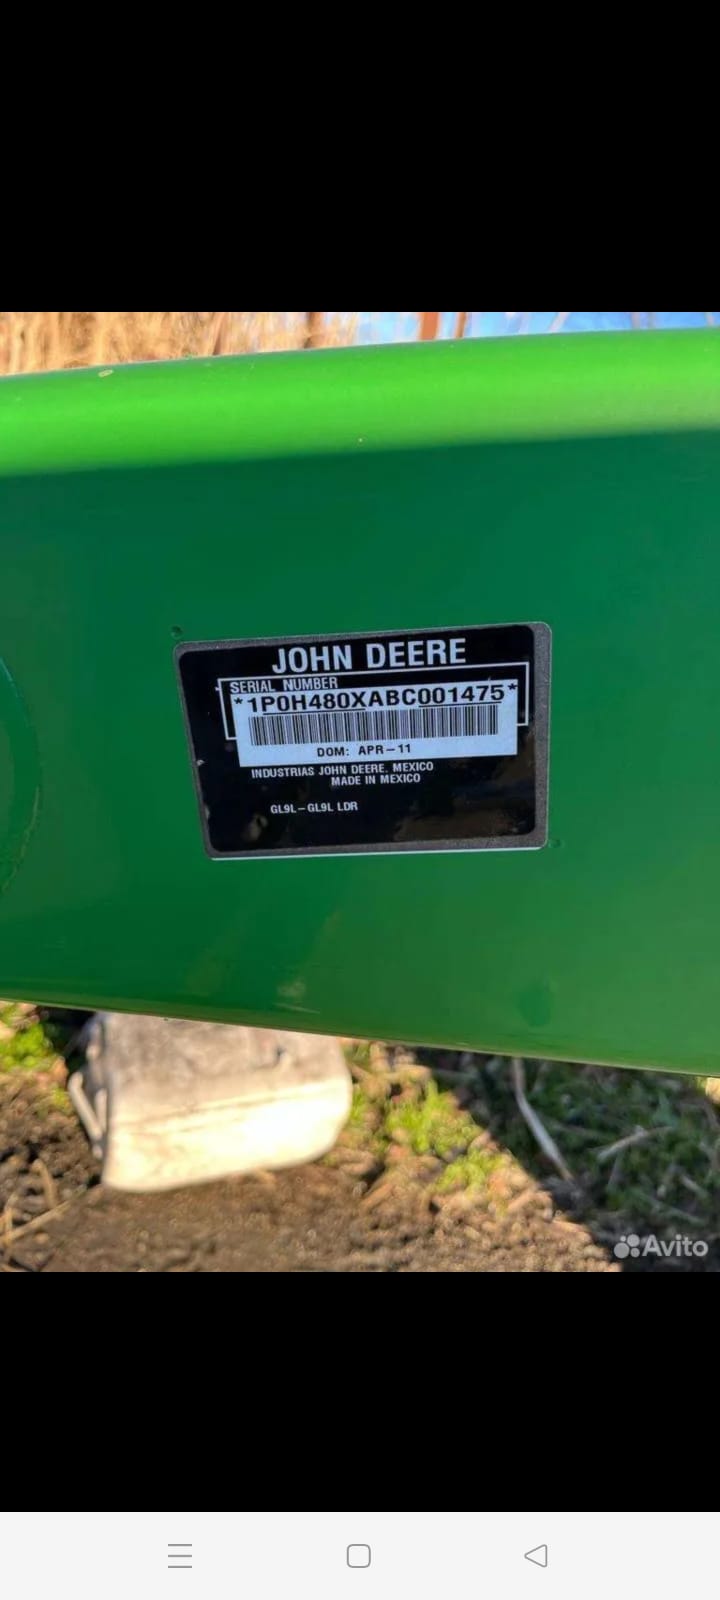 JOHN DEERE
SERIAL NUMBER
*1P0H480XABC001475*
DOM: APR-11
INDUSTRIAS JOHN DEERE. MEXICO
MADE IN MEXICO
GL9L-GL9L LDR
Avito